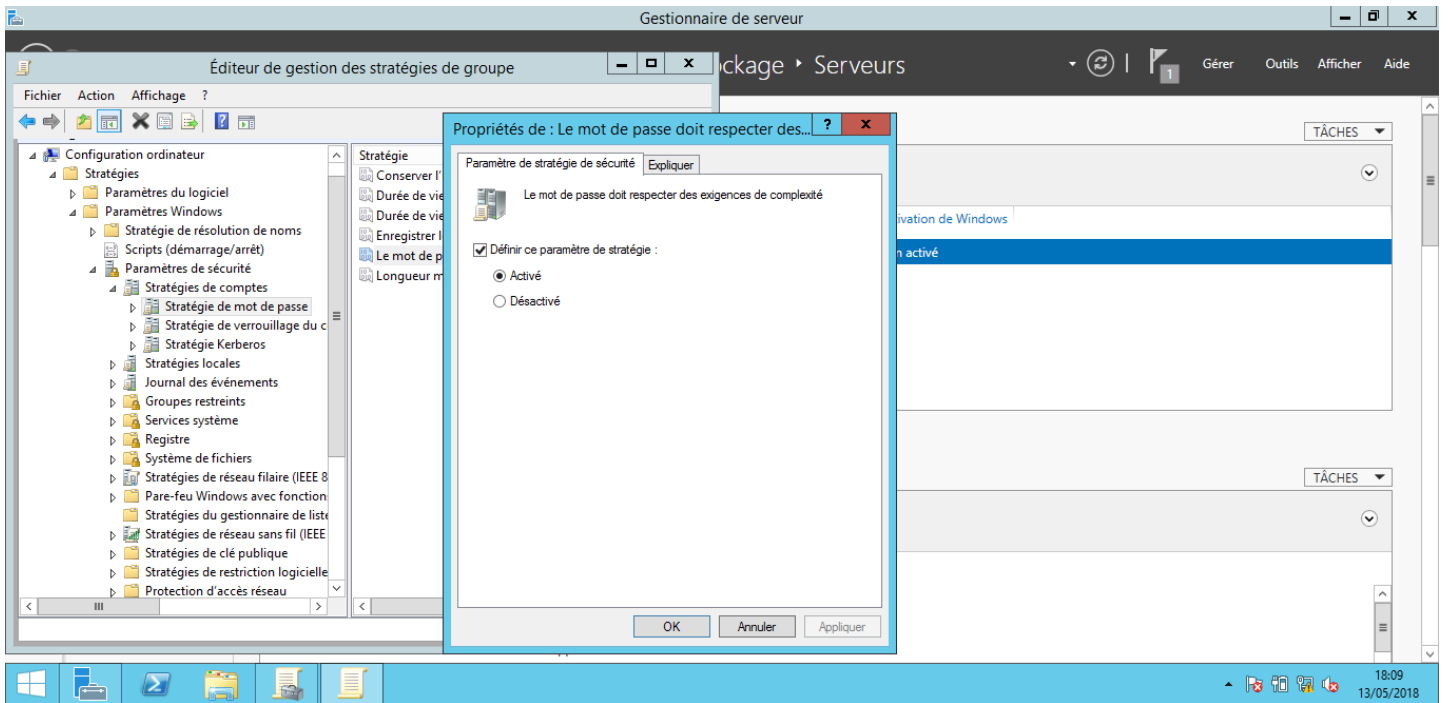 Gestionnaire de serveur
Éditeur de gestion des stratégies de groupe
ockage ‣ Serveurs
1
Gérer Outils Afficher Aide
Fichier Action Affichage ?
Configuration ordinateur
Stratégies
Paramètres du logiciel
Paramètres Windows
Stratégie de résolution de noms
Scripts (démarrage/arrêt)
Paramètres de sécurité
Stratégies de comptes
Stratégie de mot de passe
Stratégie de verrouillage du c
Stratégie Kerberos
Stratégies locales
Journal des événements
Groupes restreints
Services système
Registre
Système de fichiers
Stratégies de réseau filaire (IEEE 8
Pare-feu Windows avec fonction
Stratégies du gestionnaire de liste
Stratégies de réseau sans fil (IEEE
Stratégies de clé publique
Stratégies de restriction logicielle
Protection d'accès réseau
Stratégie
Conserver l'
Durée de vie
Durée de vie
Enregistrer l
Le mot de p
Longueur m
Propriétés de : Le mot de passe doit respecter des...
Paramètre de stratégie de sécurité Expliquer
Le mot de passe doit respecter des exigences de complexité
Définir ce paramètre de stratégie :
Activé
Désactivé
OK Annuler Appliquer
TÂCHES
ivation de Windows
n activé
TÂCHES
18:09
13/05/2018